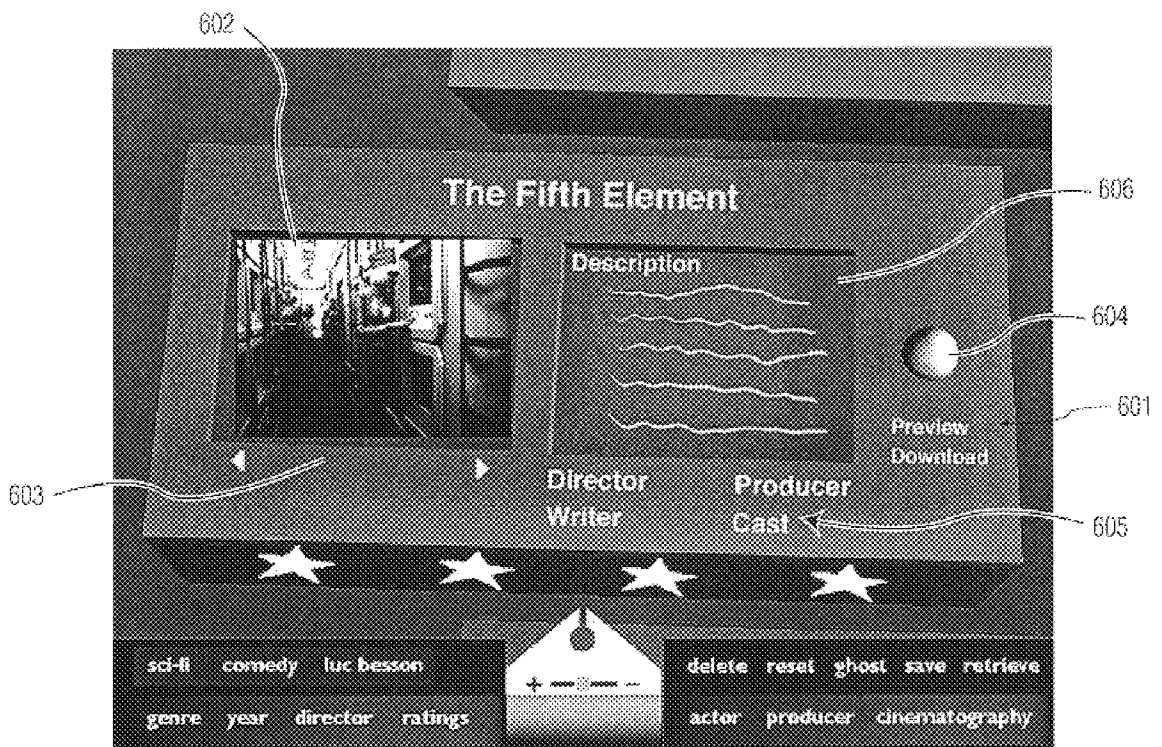 602
The Fifth Element
606
Description
604
601
Preview
Download
603
Director Producer
Writer Cast
605
sci-fi comedy luc besson
delete reset ghost save retrieve
+ −
genre year director ratings
actor producer cinematography